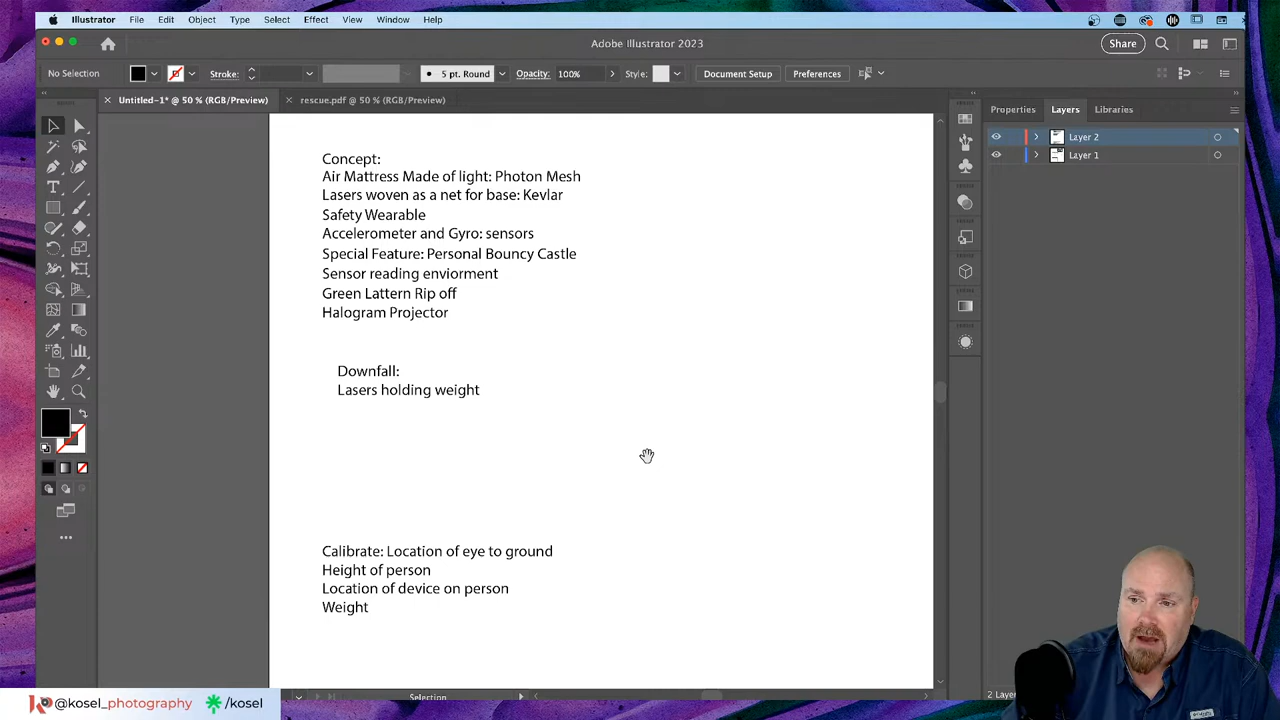 Illustrator File Edit Object Type Select Effect View Window Help
Adobe Illustrator 2023
Share
No Selection
Stroke:
5 pt. Round
Opacity:
100%
Style:
Document Setup
Preferences
Untitled-1* @ 50 % (RGB/Preview)
rescue.pdf @ 50 % (RGB/Preview)
Properties
Layers
Libraries
Layer 2
Layer 1
Concept:
Air Mattress Made of light: Photon Mesh
Lasers woven as a net for base: Kevlar
Safety Wearable
Accelerometer and Gyro: sensors
Special Feature: Personal Bouncy Castle
Sensor reading enviorment
Green Lattern Rip off
Halogram Projector
Downfall:
Lasers holding weight
Calibrate: Location of eye to ground
Height of person
Location of device on person
Weight
Selection
2 Layer
@kosel_photography
/kosel